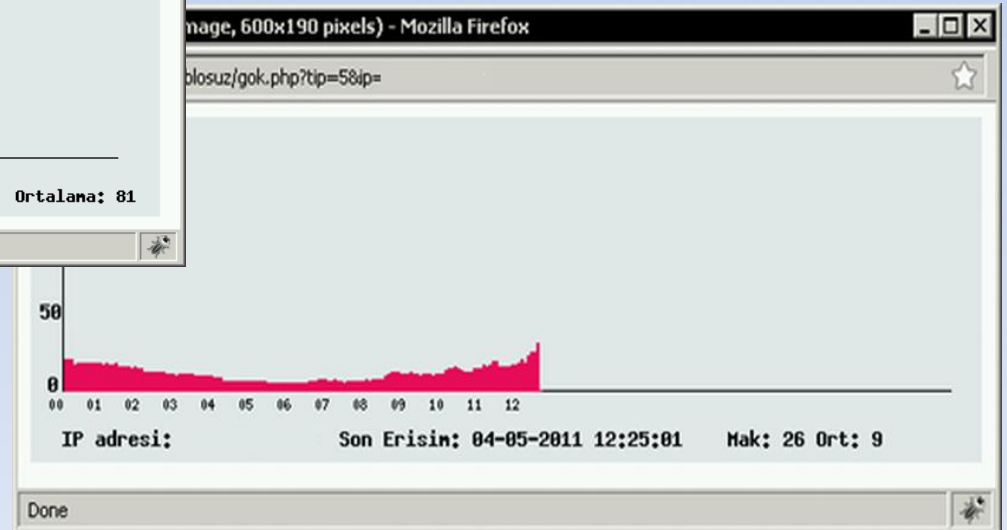 mage, 600x190 pixels) - Mozilla Firefox
blosuz/gok.php?tip=5&ip=
Ortalama: 81
50
0
00 01 02 03 04 05 06 07 08 09 10 11 12
IP adresi: Son Erisim: 04-05-2011 12:25:01 Mak: 26 Ort: 9
Done